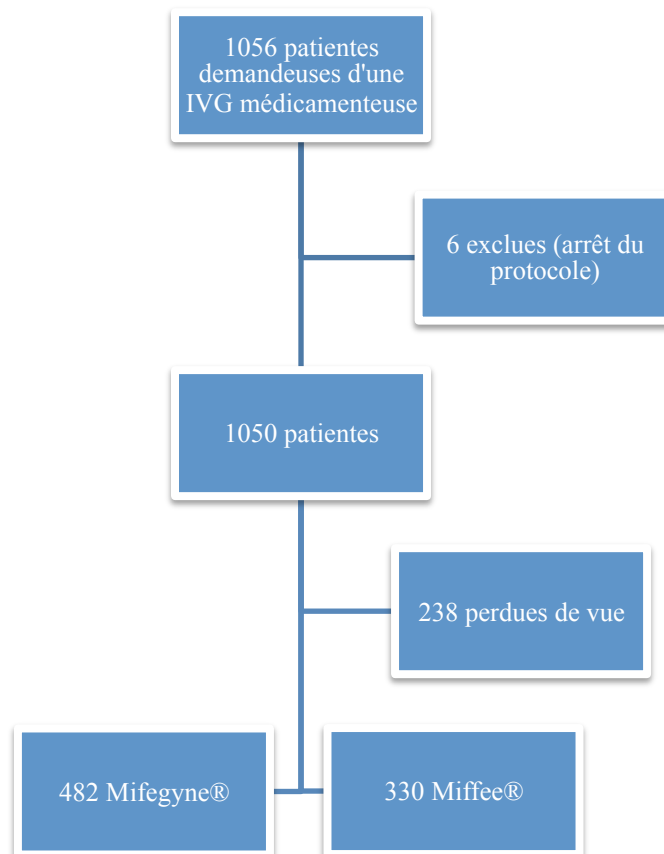 1056 patientes
demandeuses d'une
IVG médicamenteuse
6 exclues (arrêt du
protocole)
1050 patientes
238 perdues de vue
482 Mifegyne®
330 Miffee®